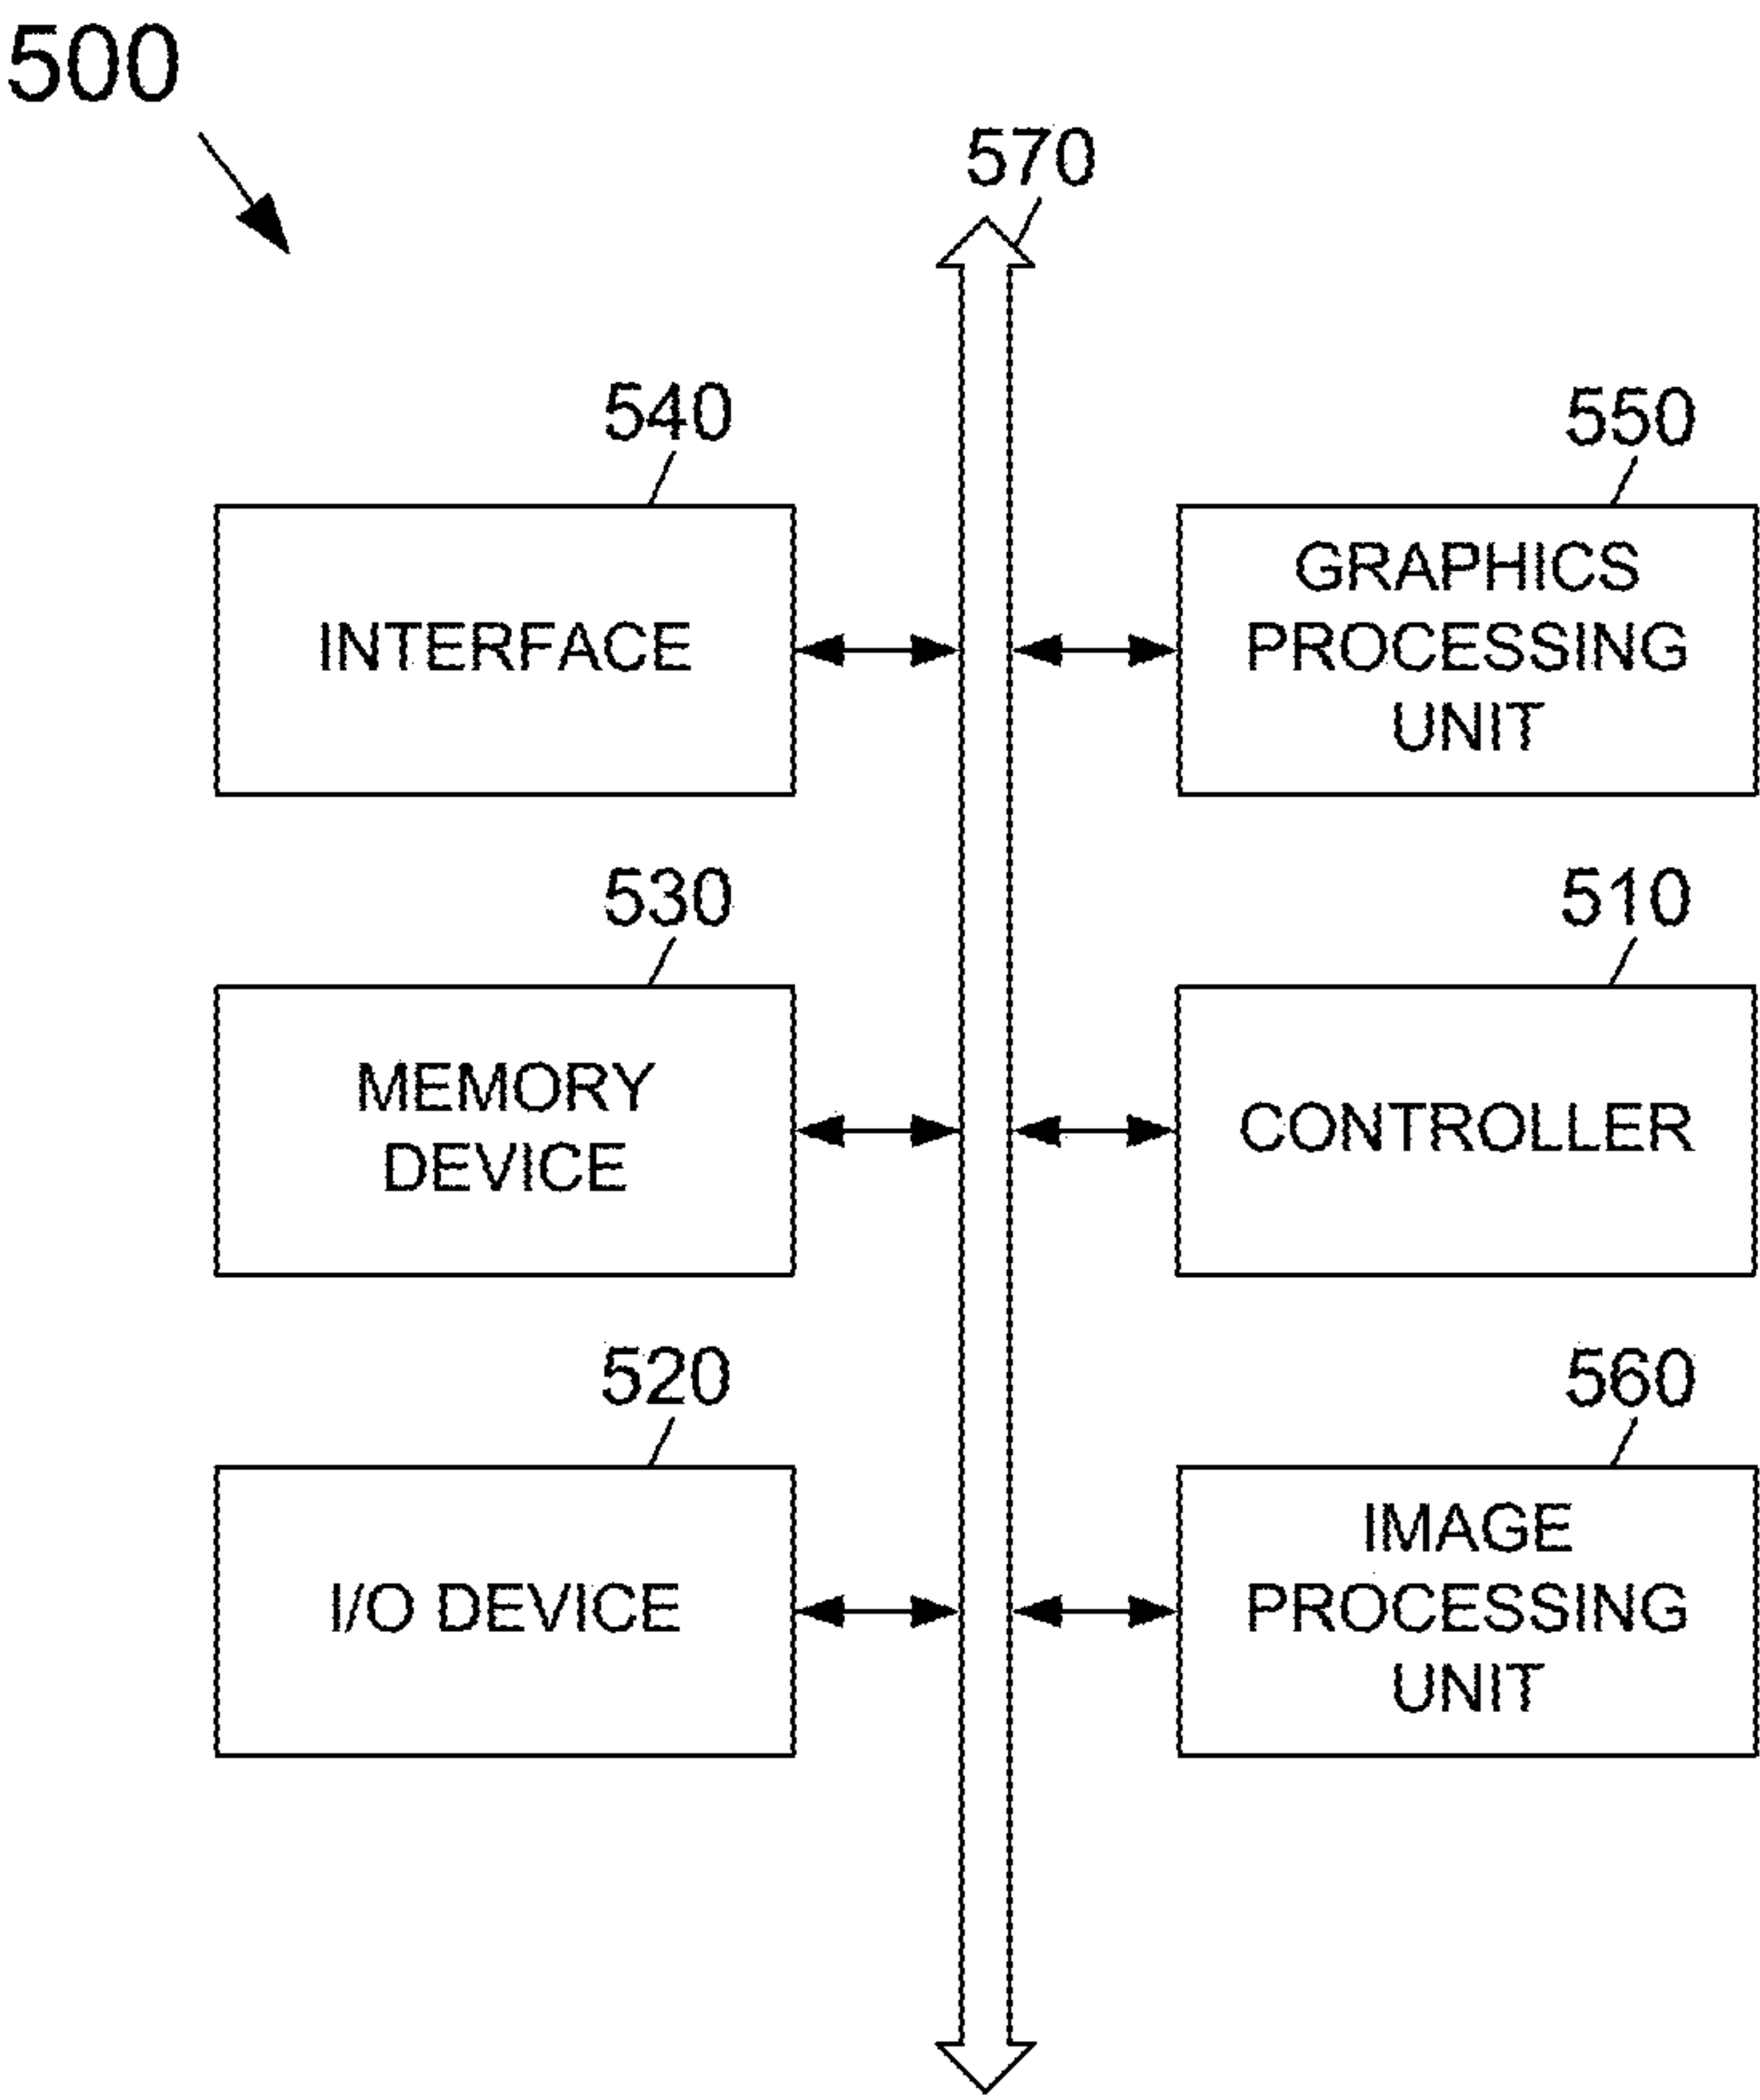 500
570
540
550
INTERFACE
GRAPHICS
PROCESSING
UNIT
530
510
MEMORY
DEVICE
CONTROLLER
520
560
I/O DEVICE
IMAGE
PROCESSING
UNIT